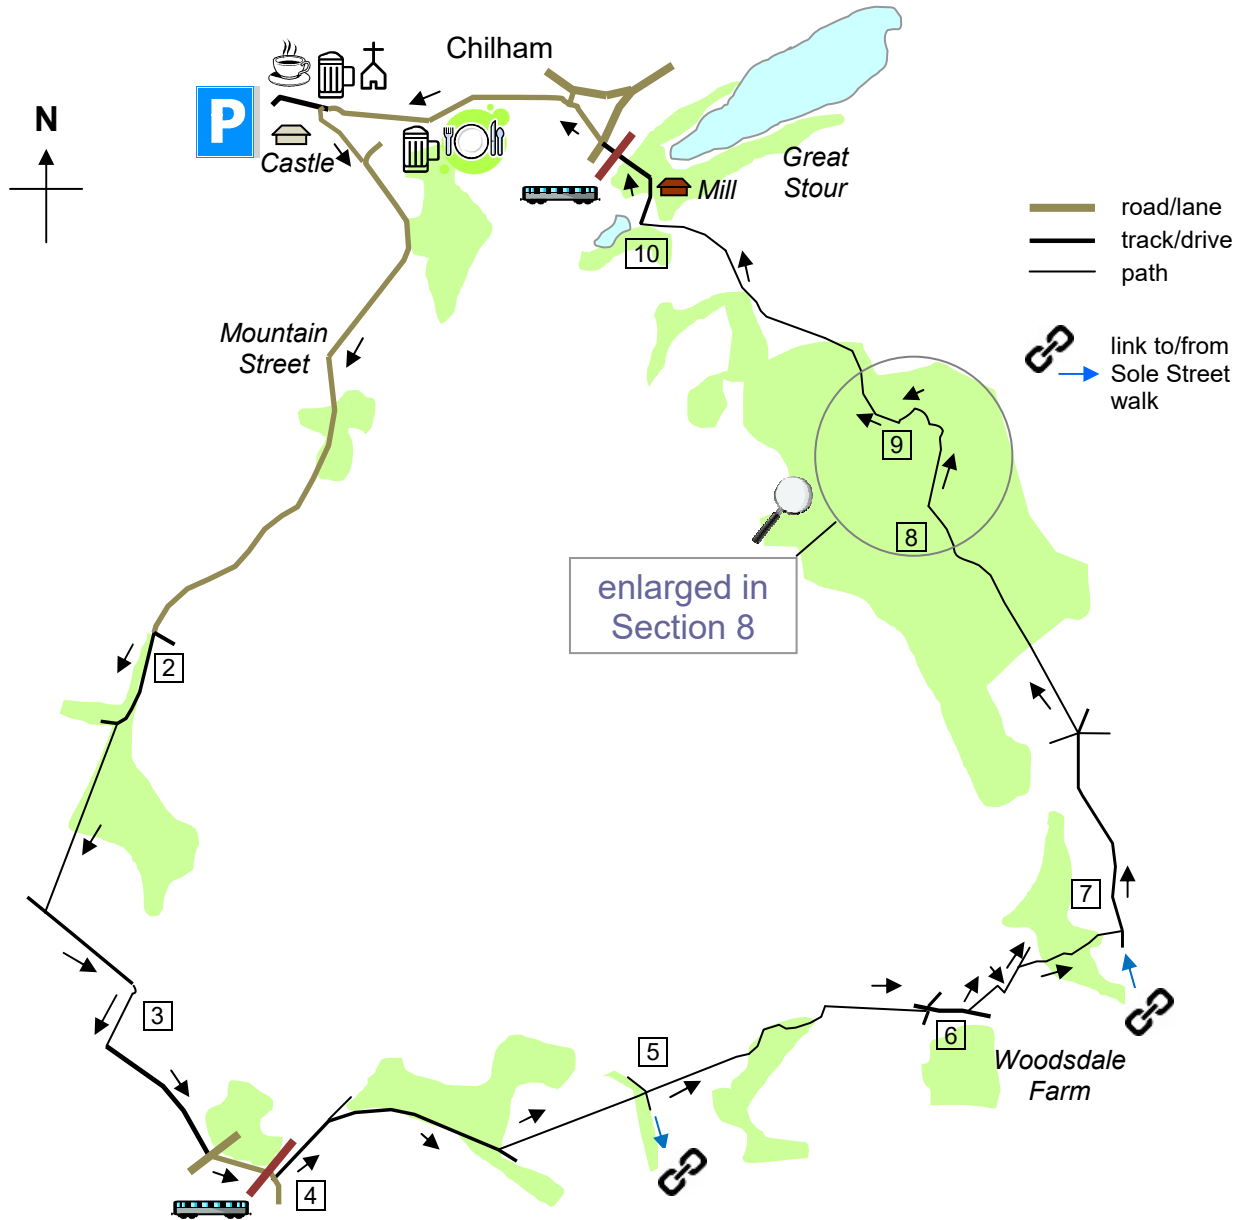 Chilham
N
P
Castle
Great
Stour
Mill
10
road/lane
track/drive
path
link to/from
Sole Street
walk
Mountain
Street
9
8
enlarged in
Section 8
2
7
3
5
6
Woodsdale
Farm
4